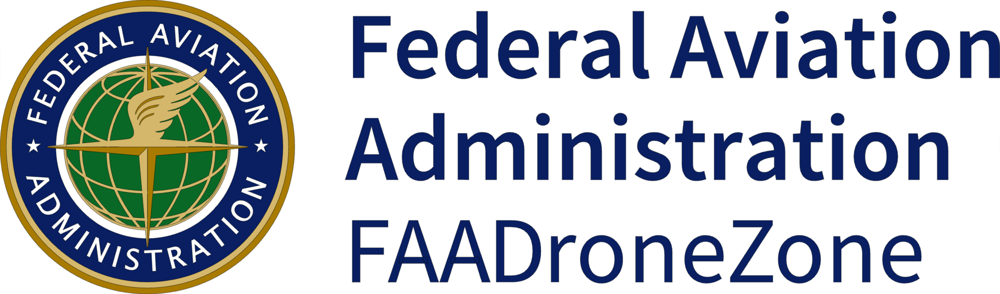 FEDERAL AVIATION
ADMINISTRATION
Federal Aviation
Administration
FAADroneZone